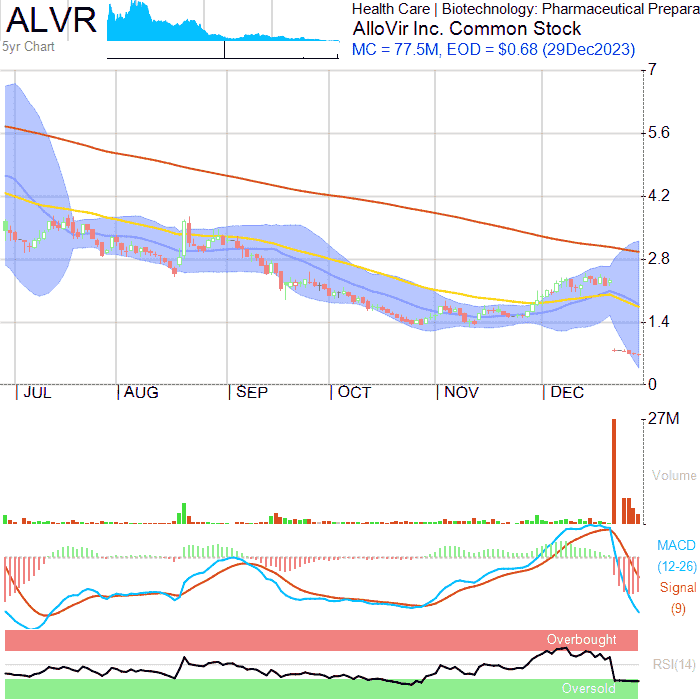 ALVR
5yr Chart
Health Care | Biotechnology: Pharmaceutical Prepara
AlloVir Inc. Common Stock
MC = 77.5M, EOD = $0.68 (29Dec2023)
7
5.6
4.2
2.8
1.4
0
JUL
AUG
SEP
OCT
NOV
DEC
27M
Volume
MACD
(12-26)
Signal
(9)
Overbought
RSI(14)
Oversold